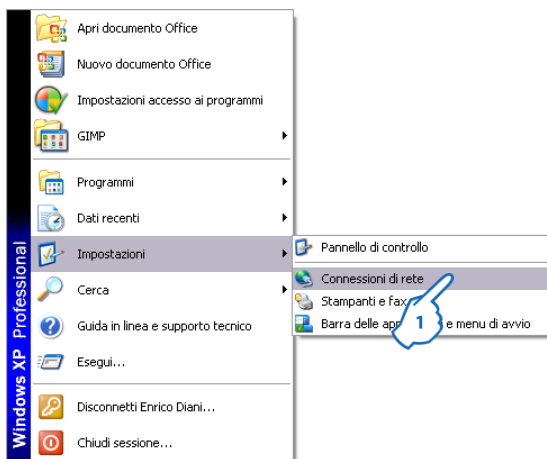 Apri documento Office
Nuovo documento Office
Impostazioni accesso ai programmi
GIMP
Programmi
Dati recenti
Impostazioni
Cerca
Guida in linea e supporto tecnico
Esegui...
Disconnetti Enrico Diani...
Chiudi sessione...
Windows XP Professional
Pannello di controllo
Connessioni di rete
Stampanti e fax
Barra delle app e menu di avvio
1